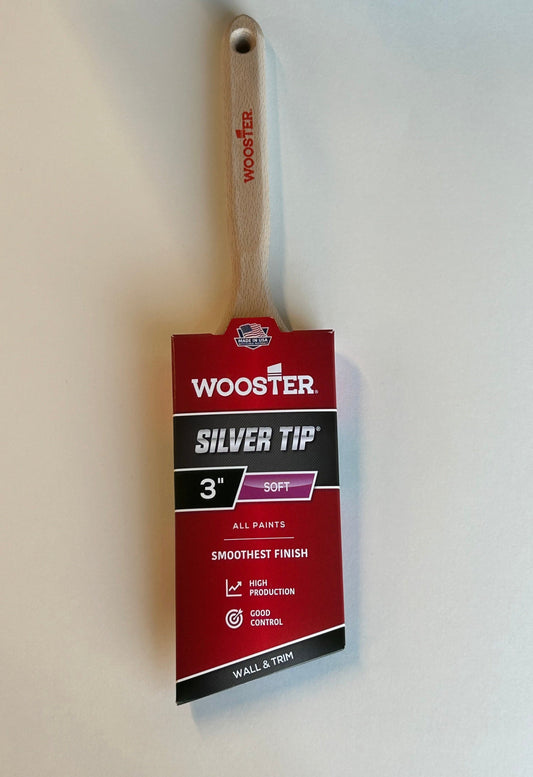 WOOSTER®
MADE IN USA
WOOSTER®
SILVER TIP®
3"
SOFT
ALL PAINTS
SMOOTHEST FINISH
HIGH
PRODUCTION
GOOD
CONTROL
WALL & TRIM